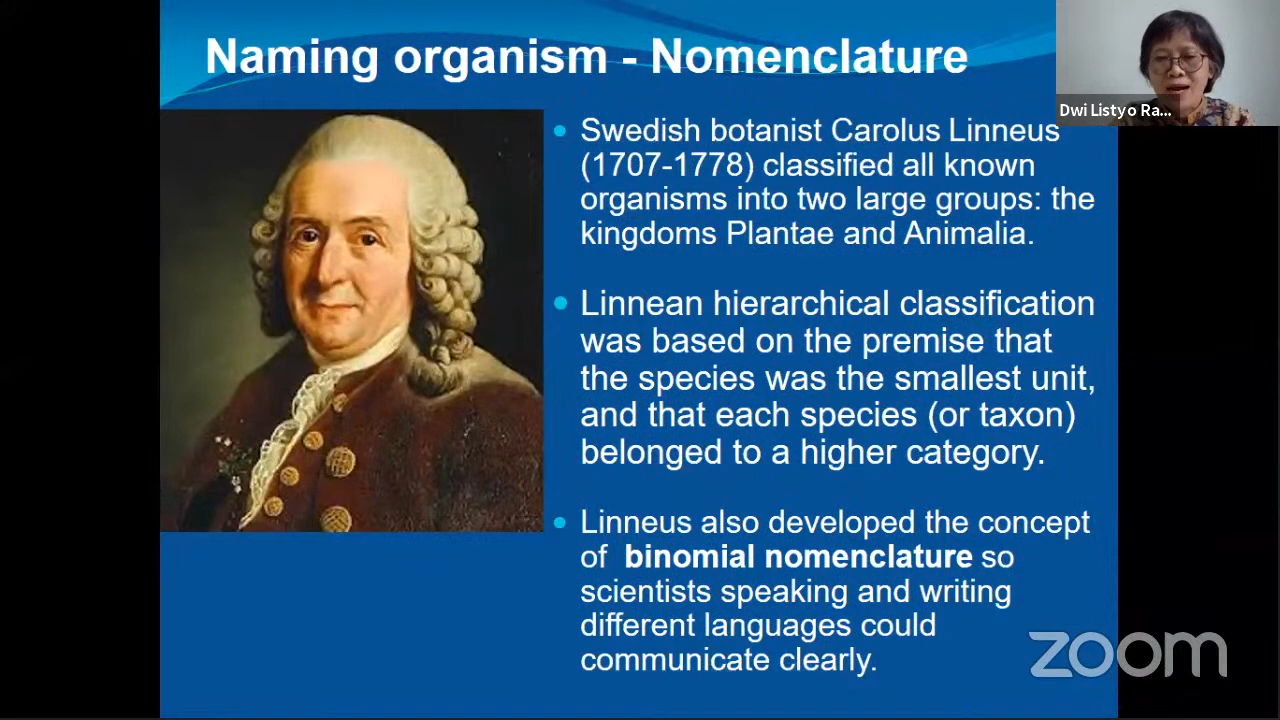 Naming organism - Nomenclature
Dwi Listyo Ra...
Swedish botanist Carolus Linneus
(1707-1778) classified all known
organisms into two large groups: the
kingdoms Plantae and Animalia.
Linnean hierarchical classification
was based on the premise that
the species was the smallest unit,
and that each species (or taxon)
belonged to a higher category.
Linneus also developed the concept
of binomial nomenclature so
scientists speaking and writing
different languages could
communicate clearly.
zoom